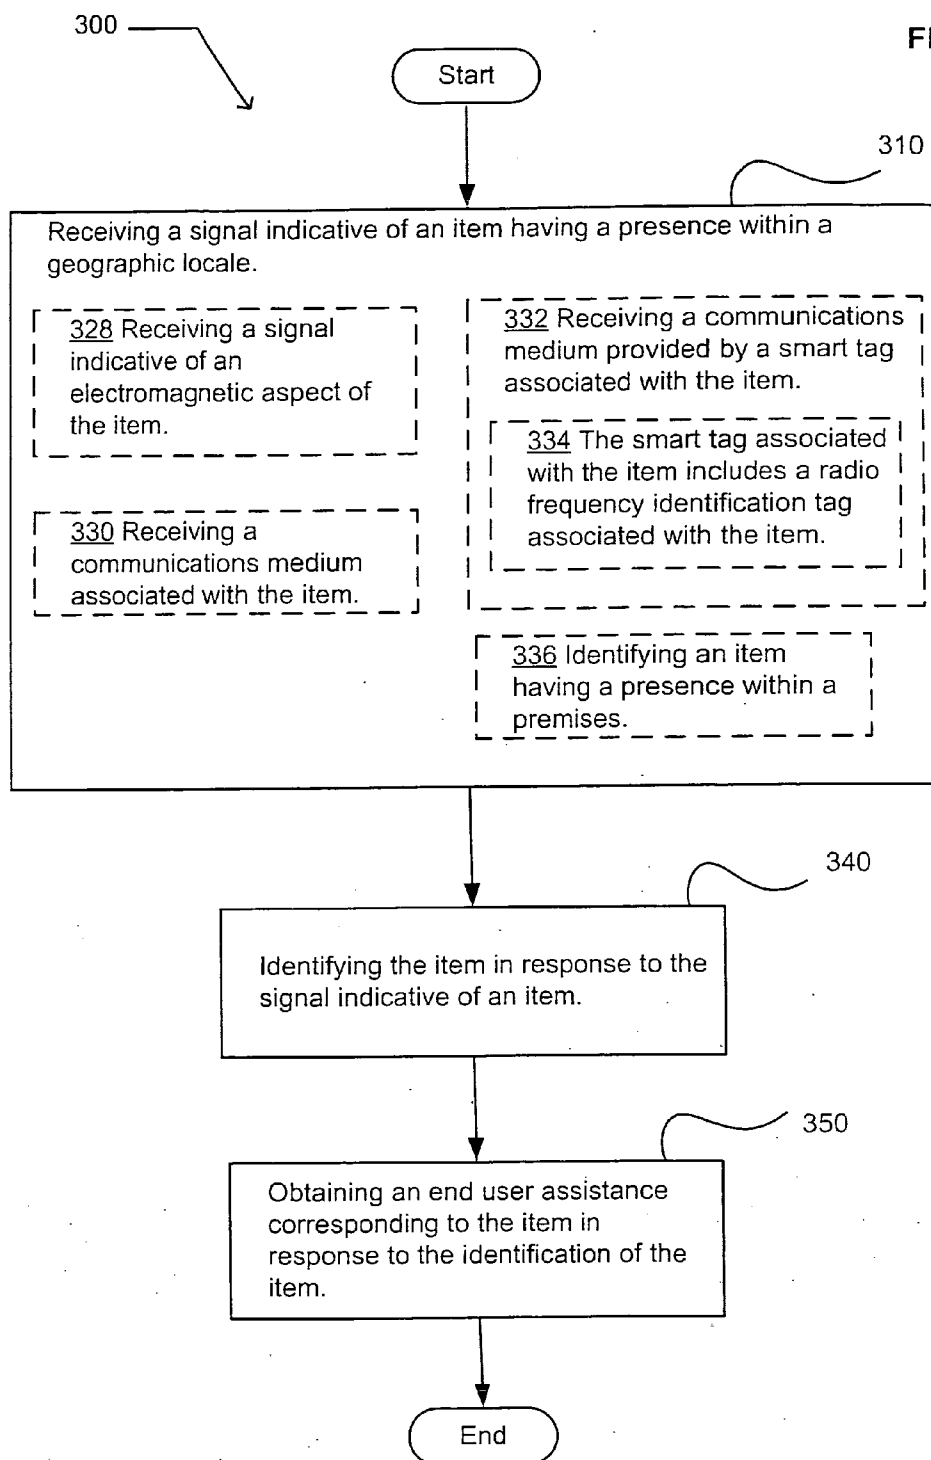 300
FI
Start
310
Receiving a signal indicative of an item having a presence within a
geographic locale.
328 Receiving a signal
indicative of an
electromagnetic aspect of
the item.
330 Receiving a
communications medium
associated with the item.
332 Receiving a communications
medium provided by a smart tag
associated with the item.
334 The smart tag associated
with the item includes a radio
frequency identification tag
associated with the item.
336 Identifying an item
having a presence within a
premises.
340
Identifying the item in response to the
signal indicative of an item.
350
Obtaining an end user assistance
corresponding to the item in
response to the identification of the
item.
End